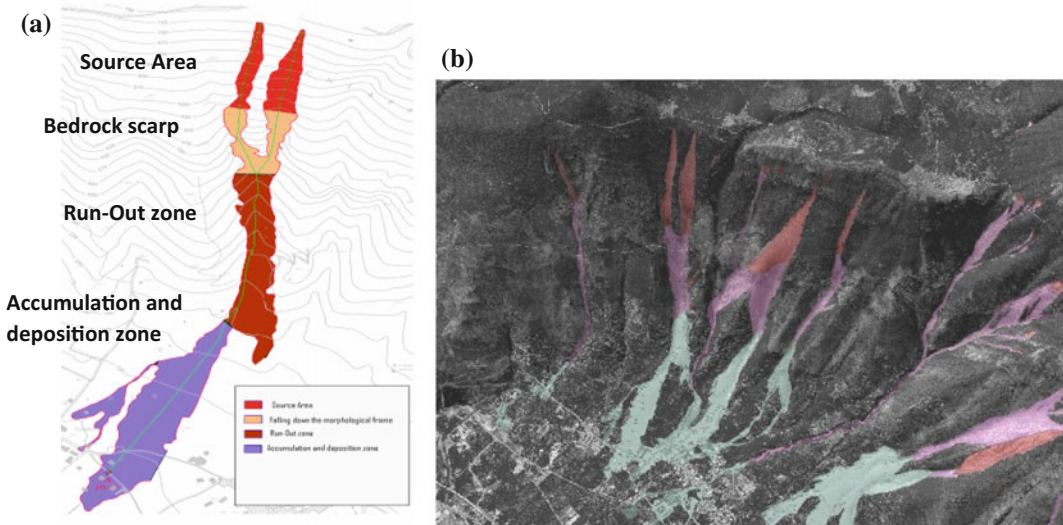 (a)
Source Area
Bedrock scarp
Run-Out zone
Accumulation and
deposition zone
Source Area
Falling down the morphological frame
Run-Out zone
Accumulation and deposition zone
(b)